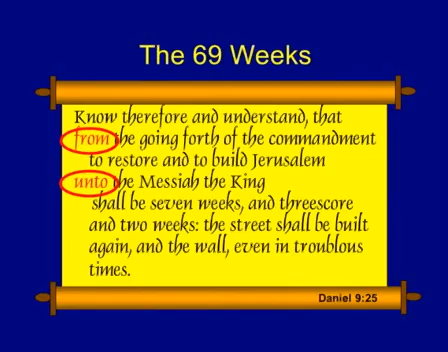 The 69 Weeks
Know therefore and understand, that
from the going forth of the commandment
to restore and to build Jerusalem
unto the Messiah the King
shall be seven weeks, and threescore
and two weeks: the street shall be built
again, and the wall, even in troublous
times.
Daniel 9:25